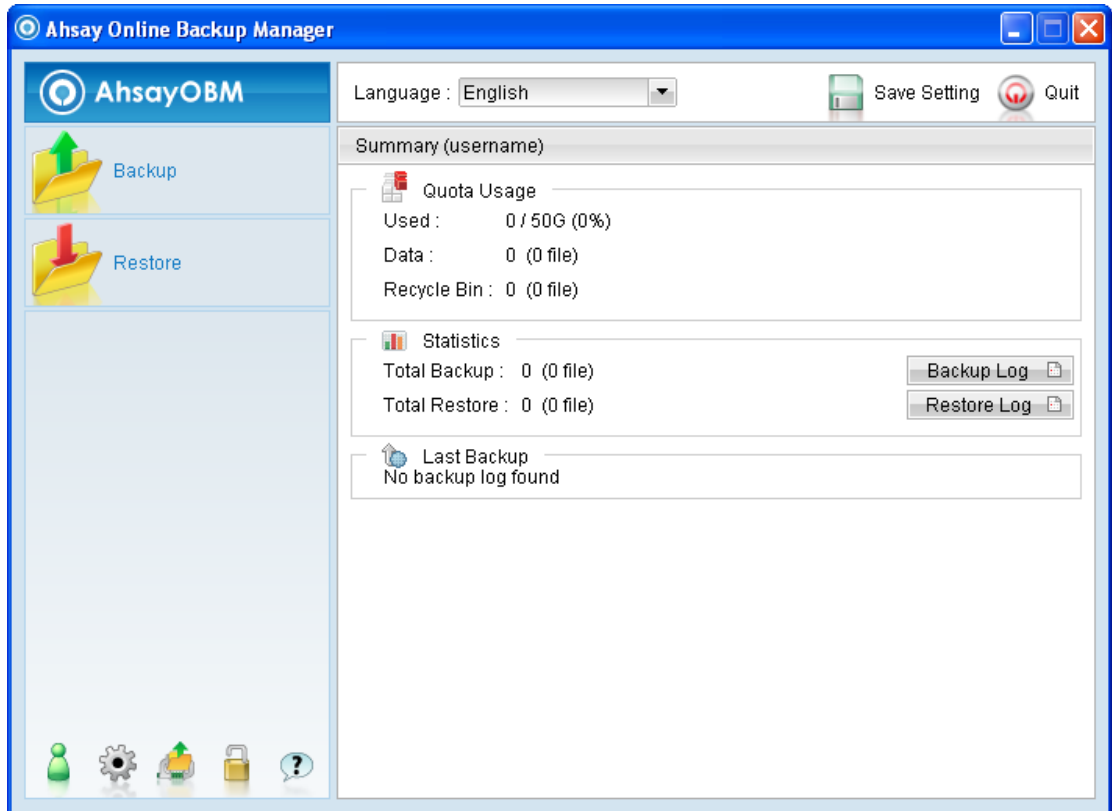 Ahsay Online Backup Manager
AhsayOBM
Language : English
Save Setting
Quit
Backup
Restore
Summary (username)
Quota Usage
Used : 0 / 50G (0%)
Data : 0 (0 file)
Recycle Bin : 0 (0 file)
Statistics
Total Backup : 0 (0 file)
Backup Log
Total Restore : 0 (0 file)
Restore Log
Last Backup
No backup log found
?